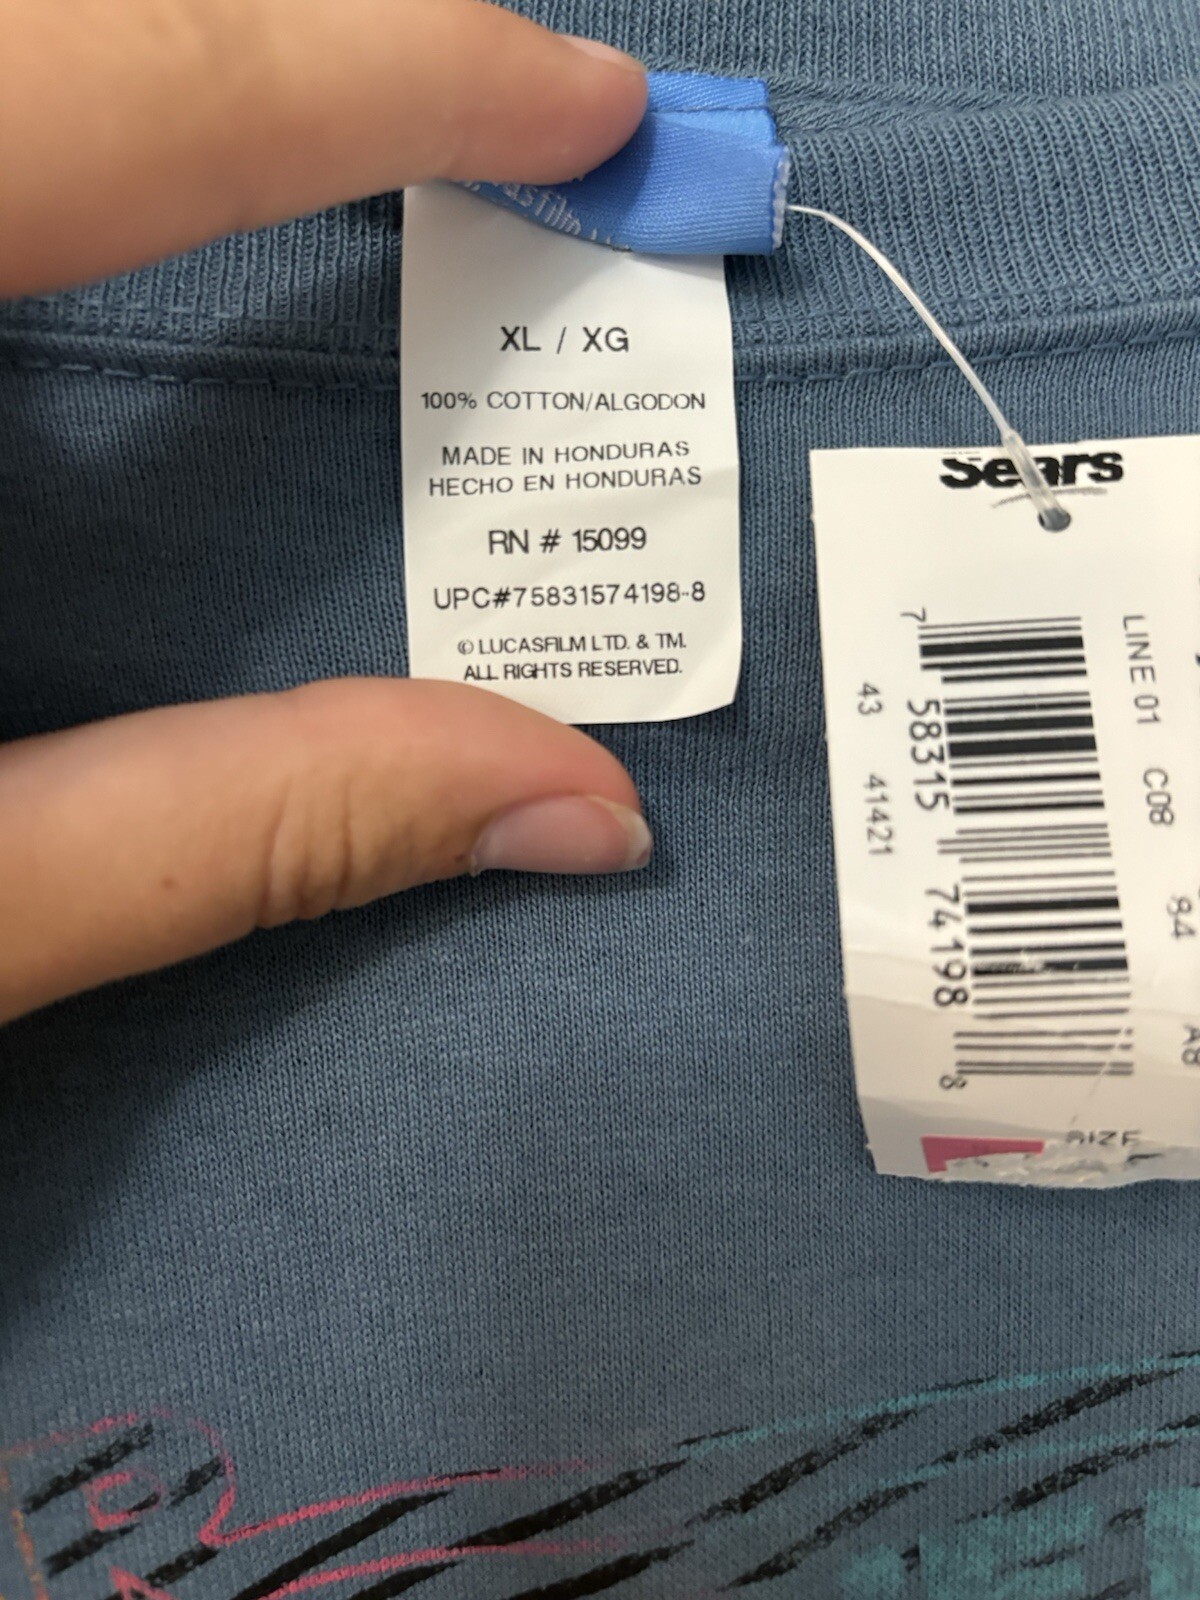 XL / XG
100% COTTON/ALGODON
MADE IN HONDURAS
HECHO EN HONDURAS
RN # 15099
UPC#75831574198-8
© LUCASFILM LTD. & TM.
ALL RIGHTS RESERVED.
Sears
LINE 01 C08 84 A8
7 58315 74198 8
43 41421
SIZE